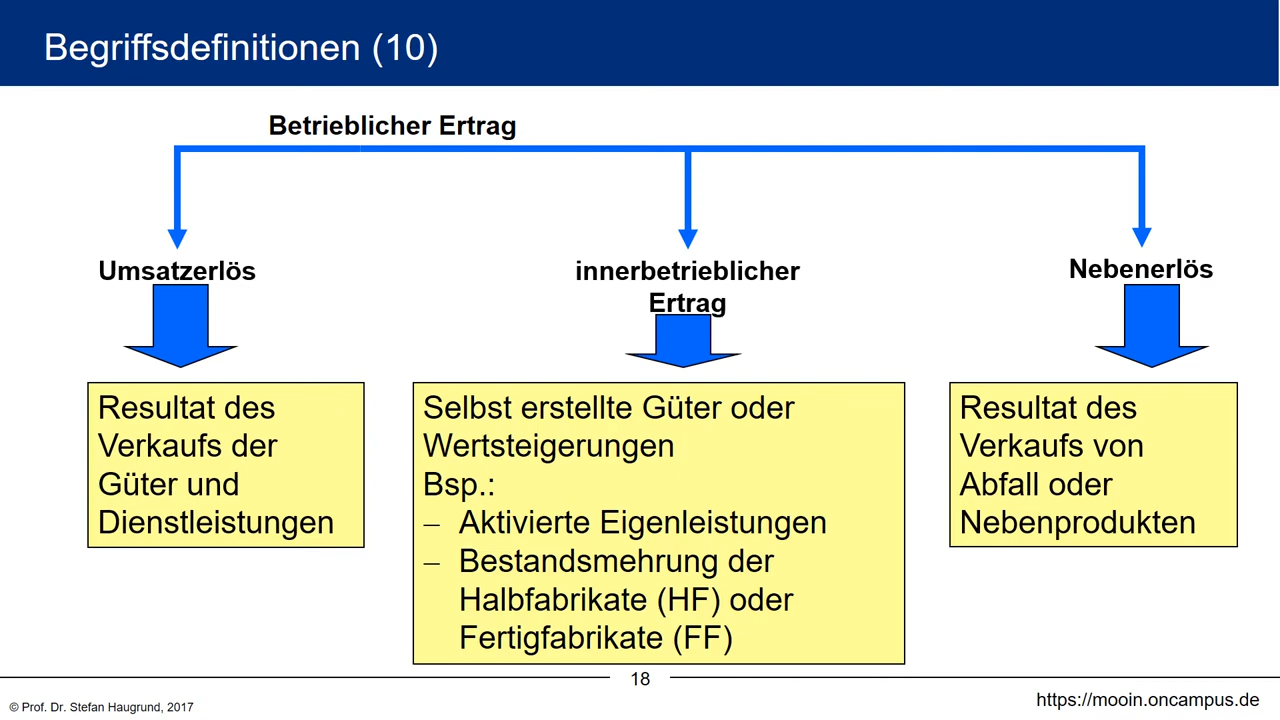 Begriffsdefinitionen (10)
Betrieblicher Ertrag
Umsatzerlös
innerbetrieblicher
Ertrag
Nebenerlös
Resultat des
Verkaufs der
Güter und
Dienstleistungen
Selbst erstellte Güter oder
Wertsteigerungen
Bsp.:
– Aktivierte Eigenleistungen
– Bestandsmehrung der
Halbfabrikate (HF) oder
Fertigfabrikate (FF)
Resultat des
Verkaufs von
Abfall oder
Nebenprodukten
18
© Prof. Dr. Stefan Haugrund, 2017
https://mooin.oncampus.de